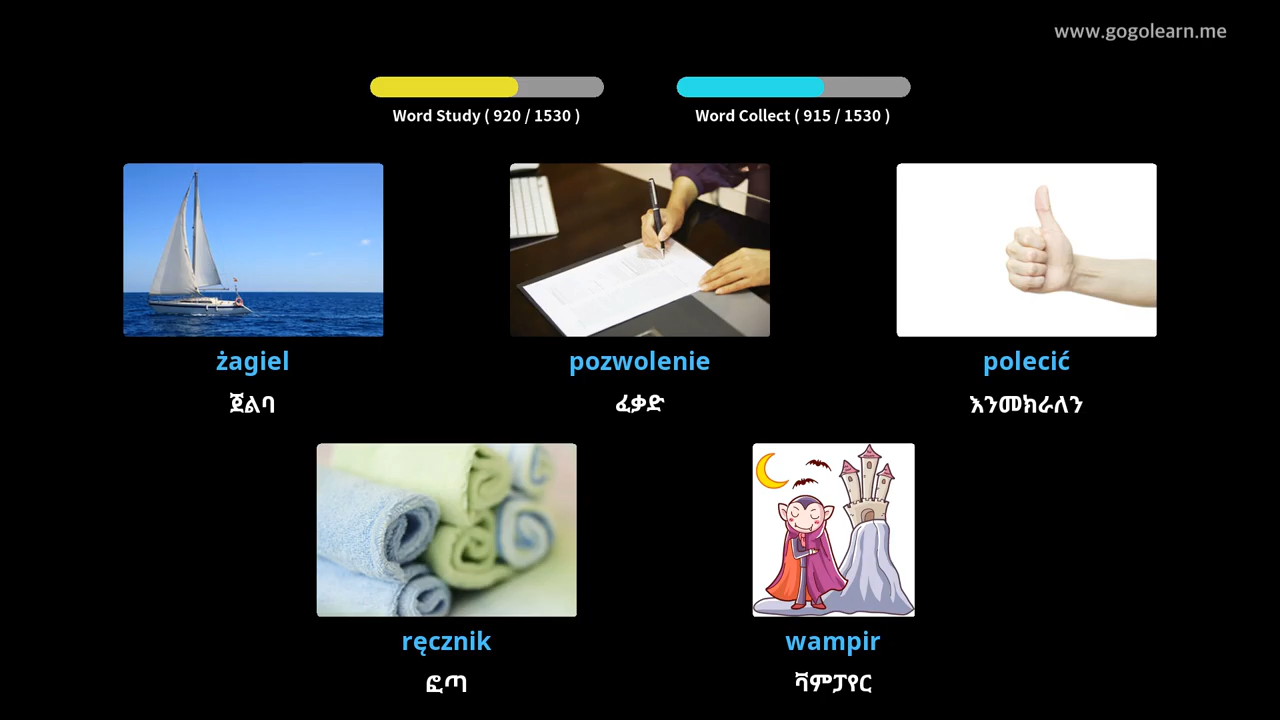 www.gogolearn.me
Word Study ( 920 / 1530 )
Word Collect ( 915 / 1530 )
żagiel
pozwolenie
polecić
ጀልባ
ፈቃድ
እንመክራለን
ręcznik
wampir
ፎጣ
ቫምፓየር